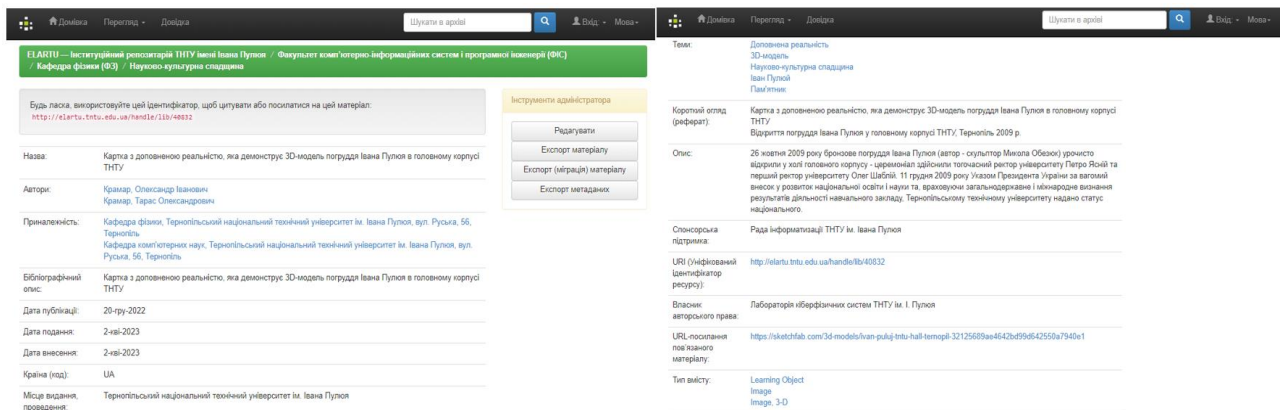 Домівка Перегляд Довідка Шукати в архіві Вхід: Мова
ELARTU — Інституційний репозитарій ТНТУ імені Івана Пулюя / Факультет комп'ютерно-інформаційних систем і програмної інженерії (ФІС)
/ Кафедра фізики (ФЗ) / Науково-культурна спадщина
Будь ласка, використовуйте цей ідентифікатор, щоб цитувати або посилатися на цей матеріал:
http://elartu.tntu.edu.ua/handle/lib/40832
Назва: Картка з доповненою реальністю, яка демонструє 3D-модель погруддя Івана Пулюя в головному корпусі
ТНТУ
Автори: Крамар, Олександр Іванович
Крамар, Тарас Олександрович
Приналежність: Кафедра фізики, Тернопільський національний технічний університет ім. Івана Пулюя, вул. Руська, 56,
Тернопіль
Кафедра комп'ютерних наук, Тернопільський національний технічний університет ім. Івана Пулюя, вул.
Руська, 56, Тернопіль
Бібліографічний Картка з доповненою реальністю, яка демонструє 3D-модель погруддя Івана Пулюя в головному корпусі
опис: ТНТУ
Дата публікації: 20-гру-2022
Дата подання: 2-кві-2023
Дата внесення: 2-кві-2023
Країна (код): UA
Місце видання, Тернопільський національний технічний університет ім. Івана Пулюя
проведення:
Інструменти адміністратора
Редагувати
Експорт матеріалу
Експорт (міграція) матеріалу
Експорт метаданих
Домівка Перегляд Довідка Шукати в архіві Вхід: Мова
Теми: Доповнена реальність
3D-модель
Науково-культурна спадщина
Іван Пулюй
Пам'ятник
Короткий огляд Картка з доповненою реальністю, яка демонструє 3D-модель погруддя Івана Пулюя в головному корпусі
(реферат): ТНТУ
Відкриття погруддя Івана Пулюя у головному корпусі ТНТУ, Тернопіль 2009 р.
Опис: 26 жовтня 2009 року бронзове погруддя Івана Пулюя (автор - скульптор Микола Обезюк) урочисто
відкрили у холі головного корпусу - церемонію здійснили тогочасний ректор університету Петро Ясній та
перший ректор університету Олег Шаблій. 11 грудня 2009 року Указом Президента України за вагомий
внесок у розвиток національної освіти і науки та, враховуючи загальнодержавне і міжнародне визнання
результатів діяльності навчального закладу, Тернопільському технічному університету надано статус
національного.
Спонсорська Рада інформатизації ТНТУ ім. Івана Пулюя
підтримка:
URI (Уніфікований http://elartu.tntu.edu.ua/handle/lib/40832
ідентифікатор
ресурсу):
Власник Лабораторія кіберфізичних систем ТНТУ ім. І. Пулюя
авторського права:
URL-посилання https://sketchfab.com/3d-models/ivan-puluj-tntu-hall-ternopil-32125689ae4642bd99d642550a7940e1
пов'язаного
матеріалу:
Тип вмісту: Learning Object
Image
Image, 3-D